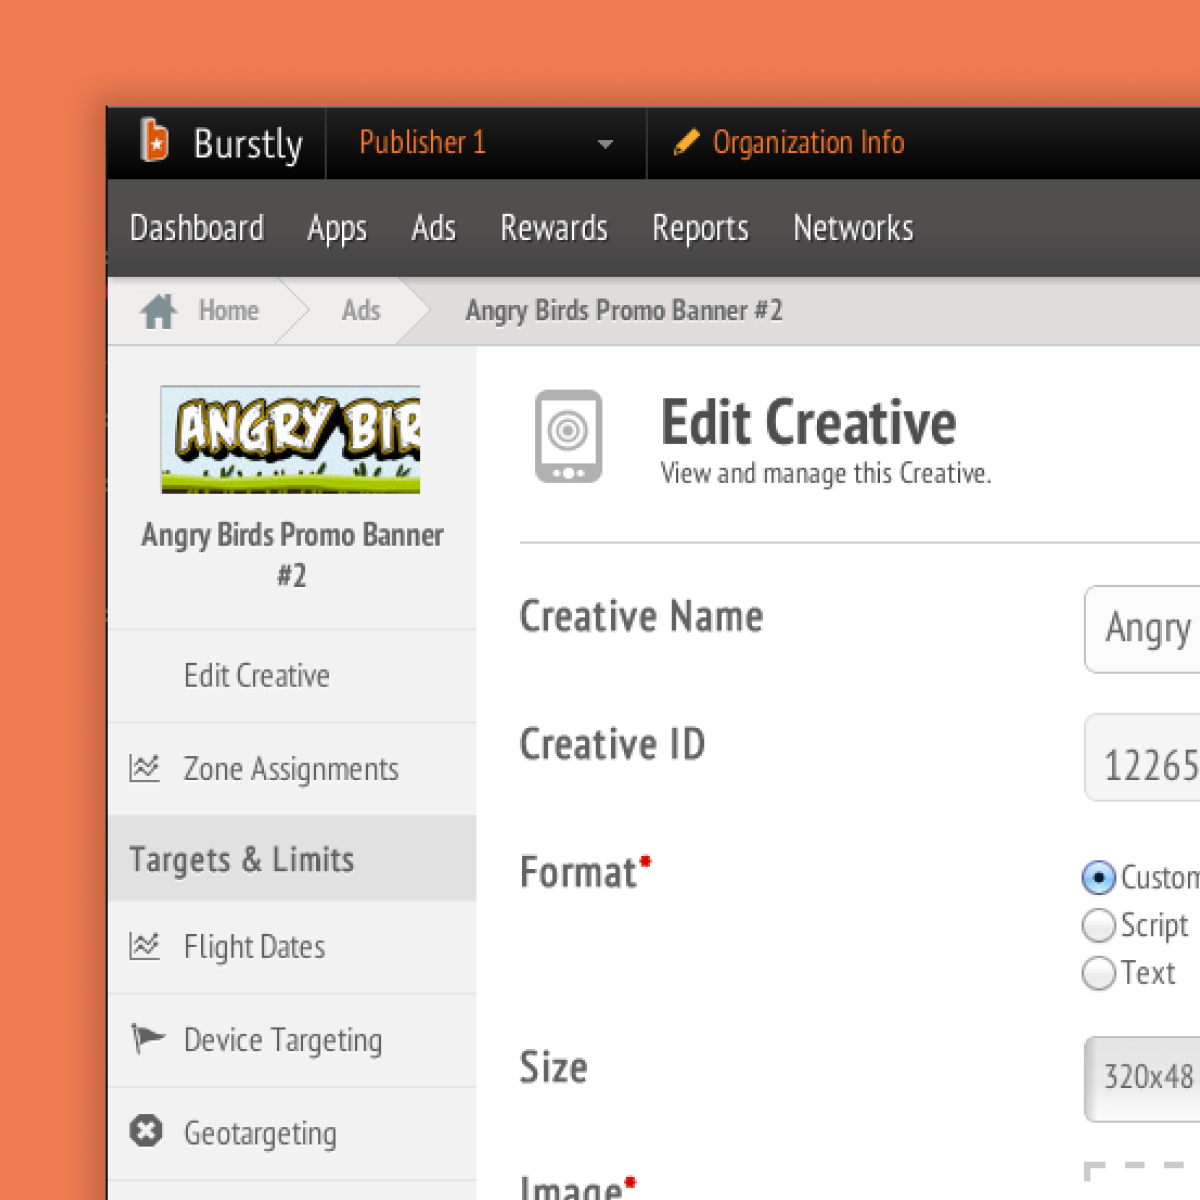 Burstly
Publisher 1
Organization Info
Dashboard
Apps
Ads
Rewards
Reports
Networks
Home
Ads
Angry Birds Promo Banner #2
ANGRY BIR
Angry Birds Promo Banner
#2
Edit Creative
Zone Assignments
Targets & Limits
Flight Dates
Device Targeting
Geotargeting
Edit Creative
View and manage this Creative.
Creative Name
Angry
Creative ID
12265
Format*
Custom
Script
Text
Size
320x48
Image*